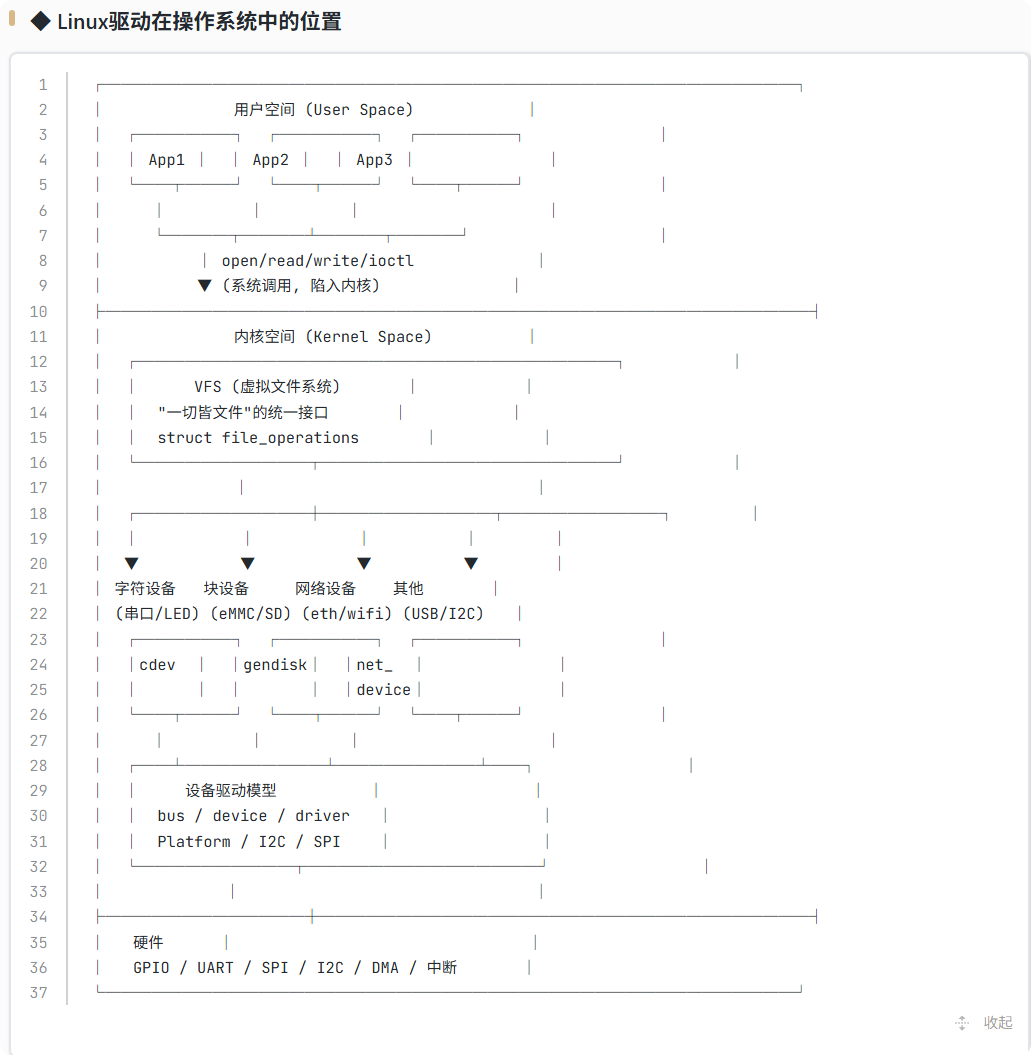 ◆ Linux驱动在操作系统中的位置
1
2 用户空间 (User Space)
3
4 App1 App2 App3
5
6
7
8 open/read/write/ioctl
9 ▼ (系统调用, 陷入内核)
10
11 内核空间 (Kernel Space)
12
13 VFS (虚拟文件系统)
14 "一切皆文件"的统一接口
15 struct file_operations
16
17
18
19
20 ▼ ▼ ▼ ▼
21 字符设备 块设备 网络设备 其他
22 (串口/LED) (eMMC/SD) (eth/wifi) (USB/I2C)
23
24 cdev gendisk net_
25 device
26
27
28
29 设备驱动模型
30 bus / device / driver
31 Platform / I2C / SPI
32
33
34
35 硬件
36 GPIO / UART / SPI / I2C / DMA / 中断
37
收起